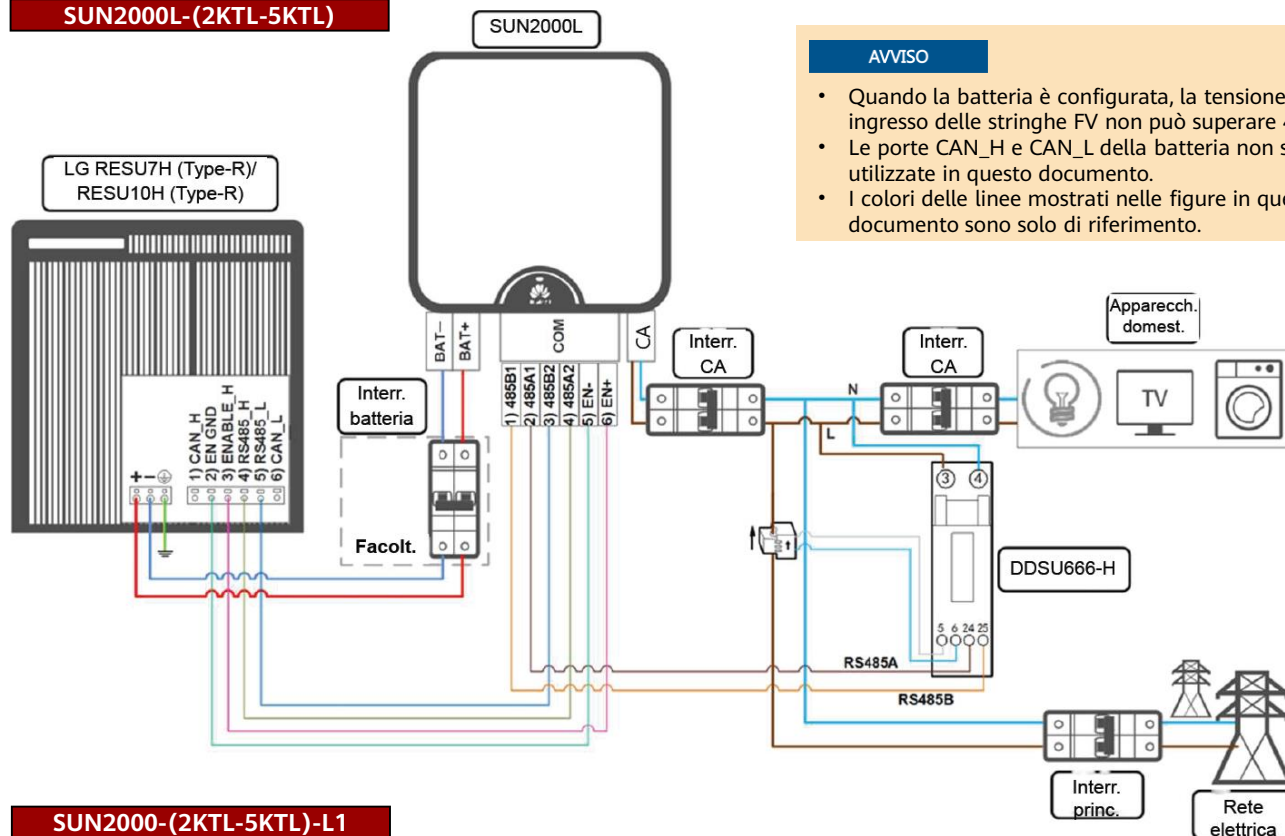 SUN2000L-(2KTL-5KTL)
SUN2000L
AVVISO
• Quando la batteria è configurata, la tensione
ingresso delle stringhe FV non può superare
• Le porte CAN_H e CAN_L della batteria non
utilizzate in questo documento.
• I colori delle linee mostrati nelle figure in
documento sono solo di riferimento.
LG RESU7H (Type-R)/
RESU10H (Type-R)
BAT−
BAT+
COM
CA
1) 485B1
2) 485A1
3) 485B2
4) 485A2
5) EN-
6) EN+
Interr.
CA
Interr.
CA
Apparecch.
domest.
TV
N
L
Interr.
batteria
Facolt.
+ −
1) CAN_H
2) EN GND
3) ENABLE_H
4) RS485_H
5) RS485_L
6) CAN_L
3 4
DDSU666-H
5 6 24 25
RS485A
RS485B
Interr.
princ.
Rete
elettrica
SUN2000-(2KTL-5KTL)-L1